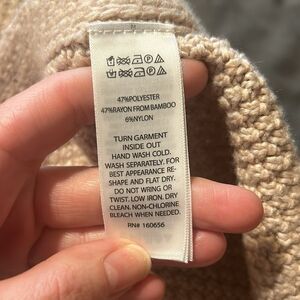 47%POLYESTER
47%RAYON FROM BAMBOO
6%NYLON
TURN GARMENT
INSIDE OUT
HAND WASH COLD.
WASH SEPARATELY. FOR
BEST APPEARANCE RE-
SHAPE AND FLAT DRY.
DO NOT WRING OR
TWIST. LOW IRON. DRY
CLEAN. NON-CHLORINE
BLEACH WHEN NEEDED.
RN# 160656